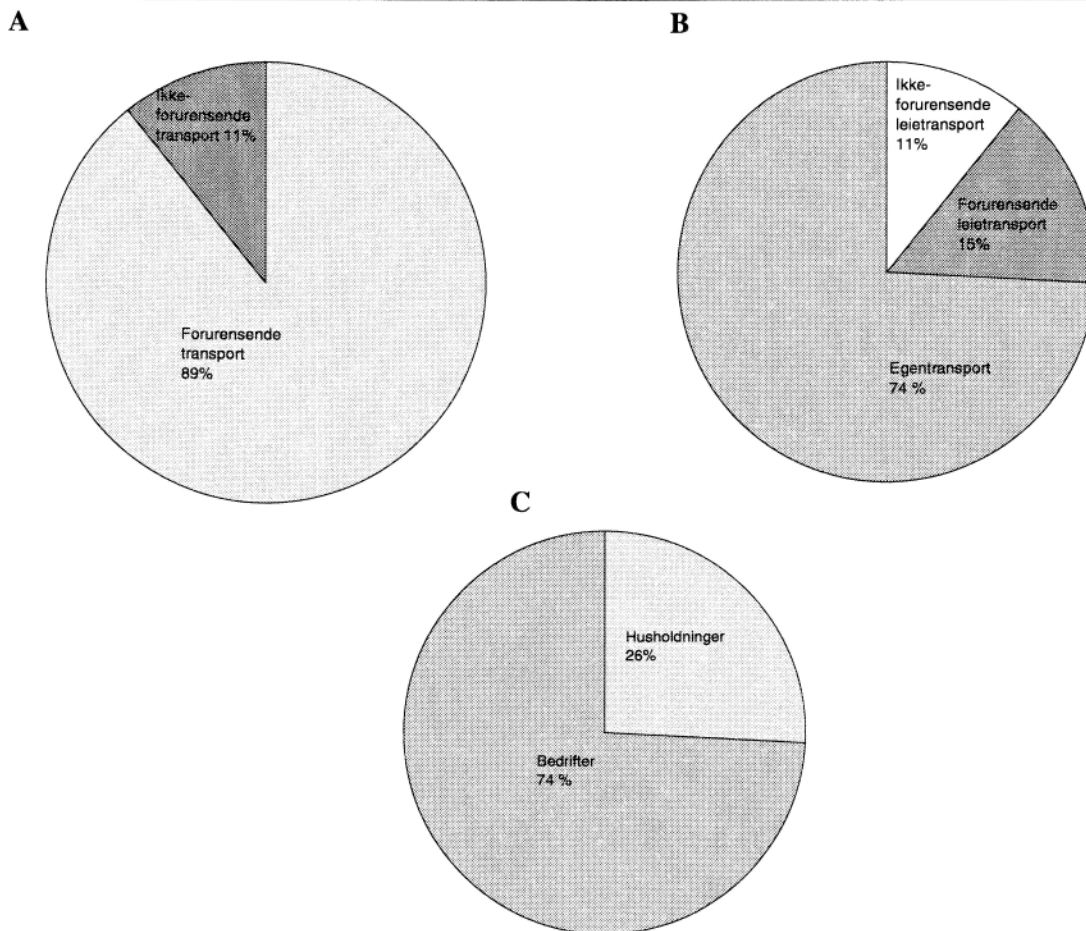 A
Ikke-
forurensende
transport 11%
Forurensende
transport
89%
B
Ikke-
forurensende
leietransport
11%
Forurensende
leietransport
15%
Egentransport
74 %
C
Husholdninger
26%
Bedrifter
74 %